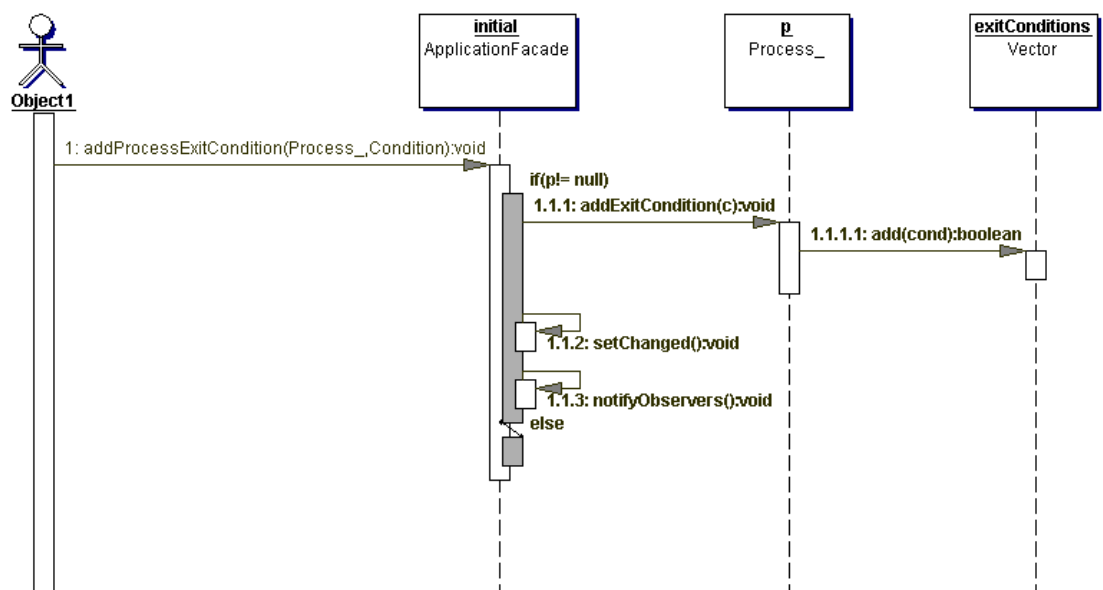 initial
ApplicationFacade
p
Process_
exitConditions
Vector
Object1
1: addProcessExitCondition(Process_,Condition):void
if(p!= null)
1.1.1: addExitCondition(c):void
1.1.1.1: add(cond):boolean
1.1.2: setChanged():void
1.1.3: notifyObservers():void
else